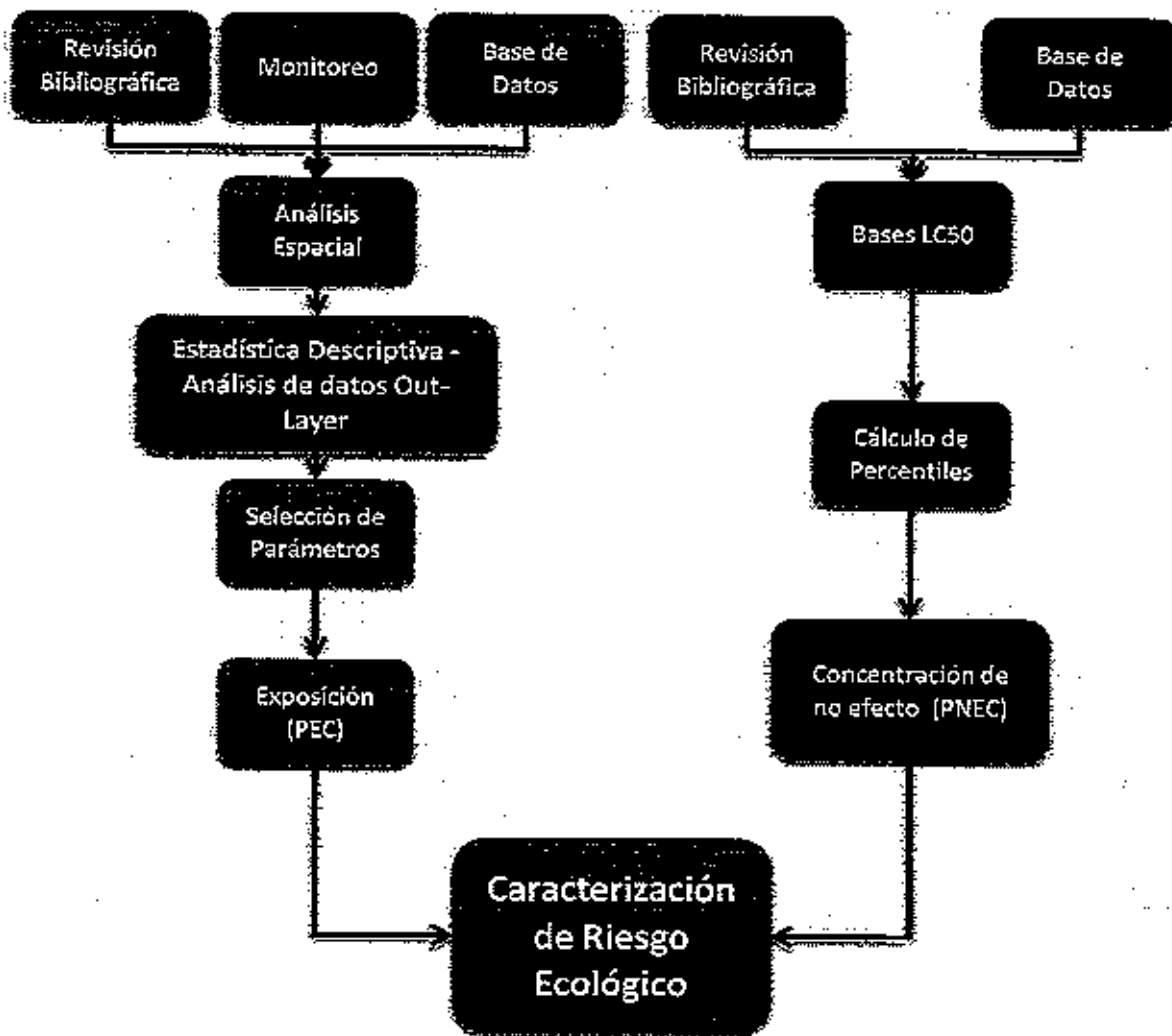 Revisión
Bibliográfica
Monitoreo
Base de
Datos
Revisión
Bibliográfica
Base de
Datos
Análisis
Espacial
Bases LC50
Estadística Descriptiva -
Análisis de datos Out-
Layer
Cálculo de
Percentiles
Selección de
Parámetros
Exposición
(PEC)
Concentración de
no efecto (PNEC)
Caracterización
de Riesgo
Ecológico